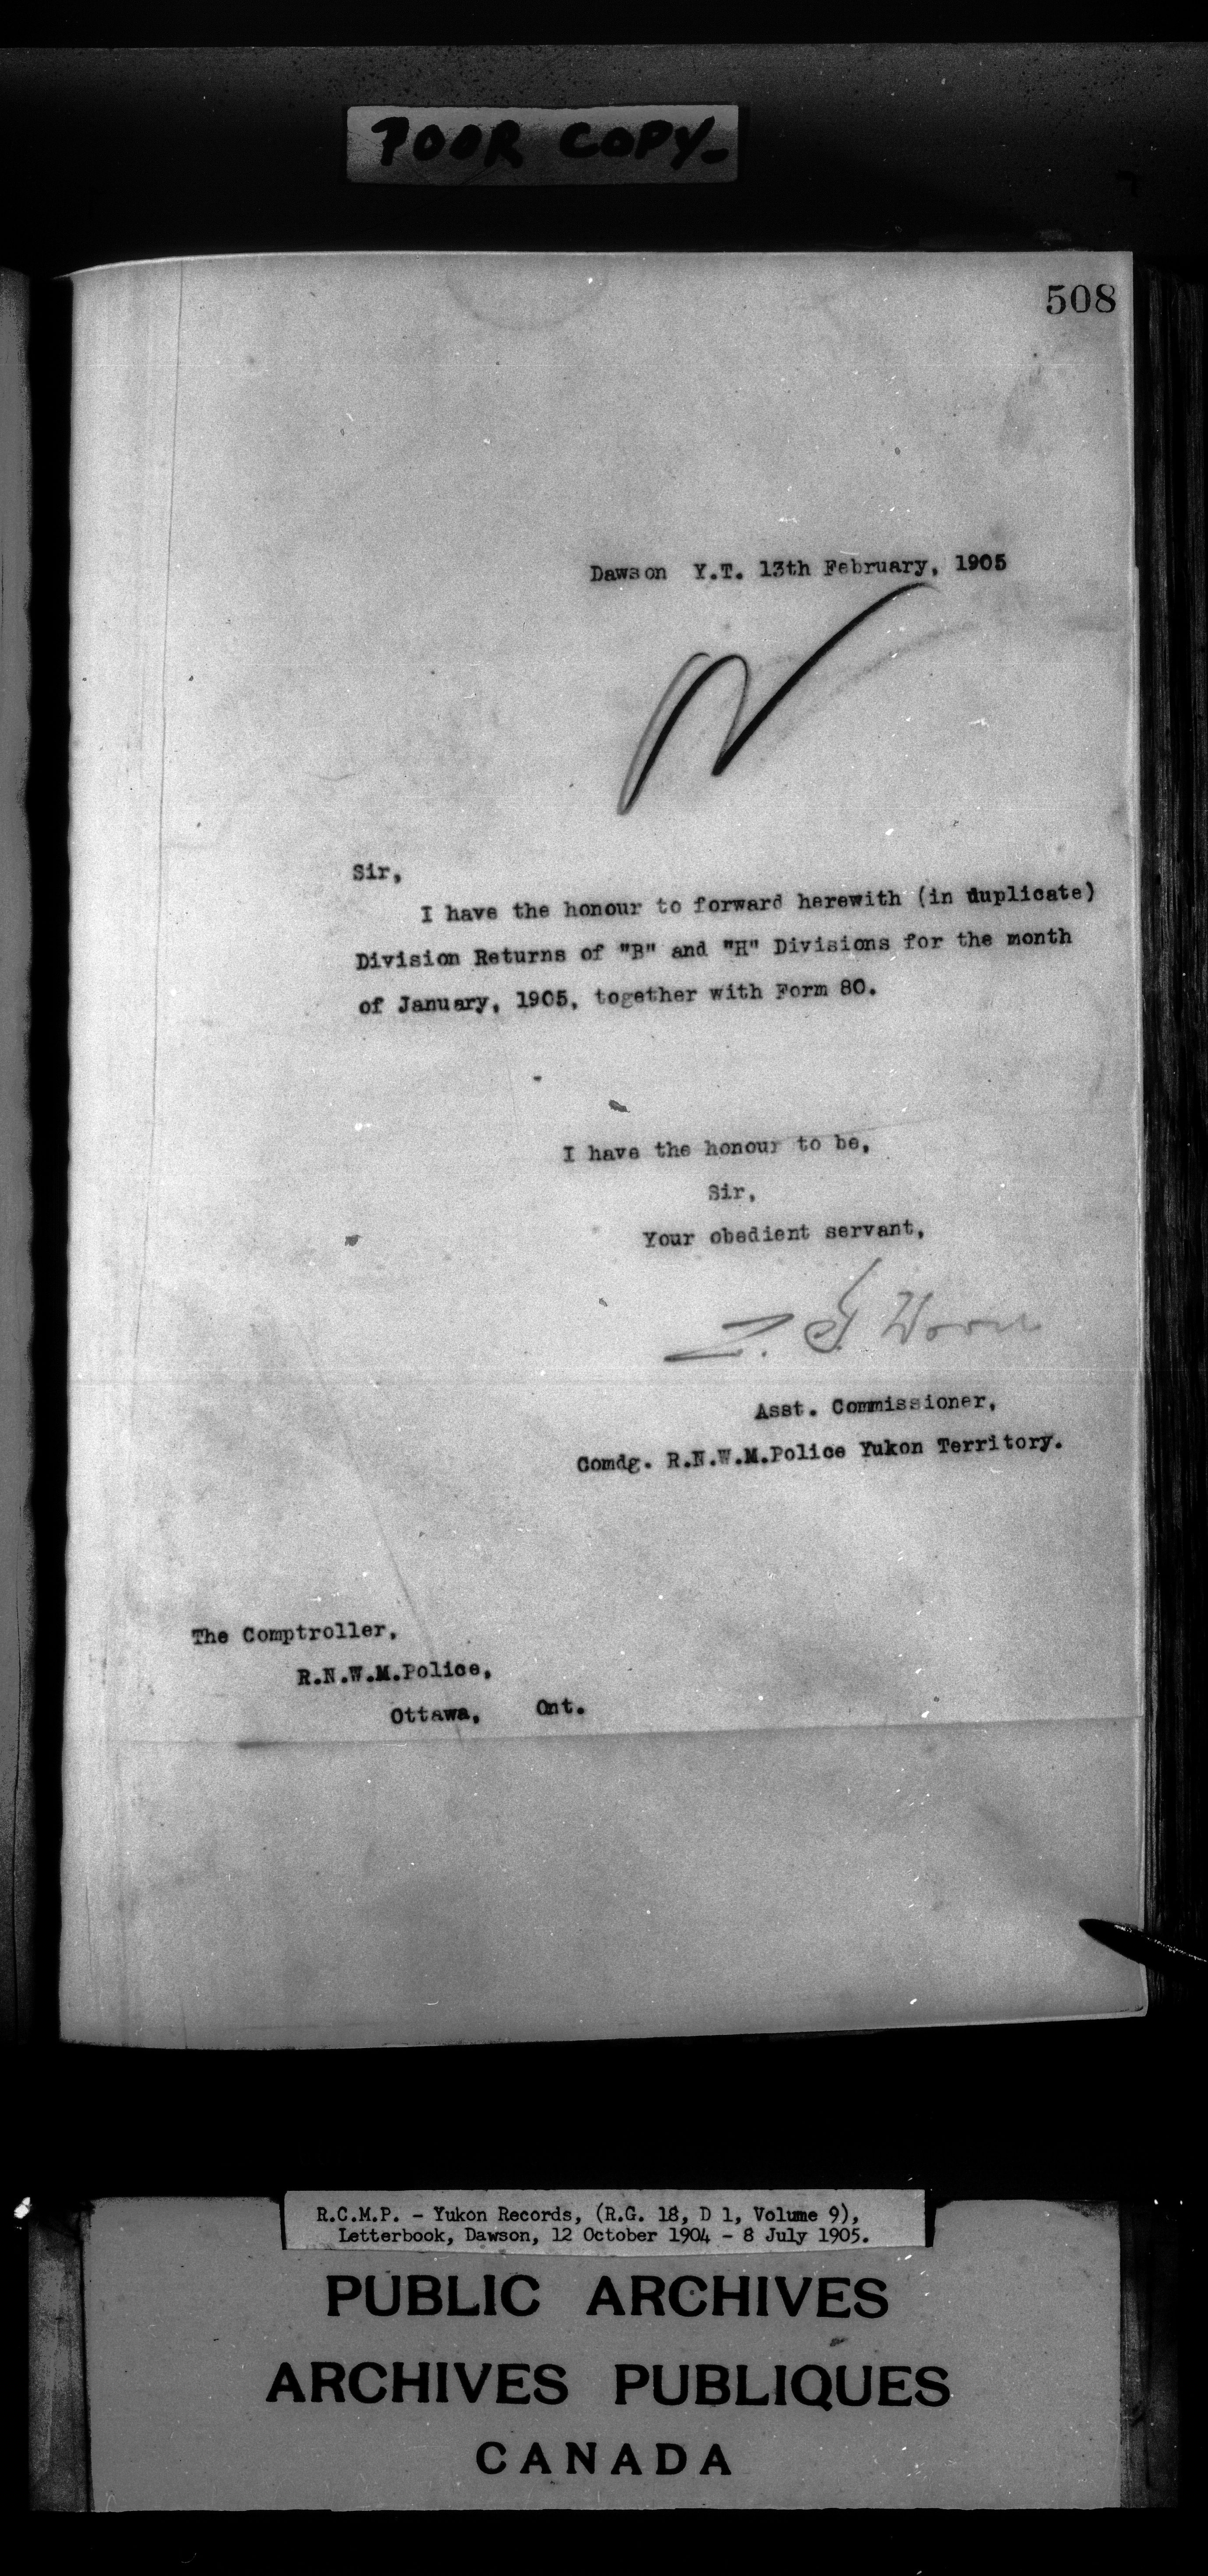 POOR COPY-
508
Dawson Y.T. 13th February, 1905
Sir,
I have the honour to forward herewith (in duplicate)
Division Returns of "B" and "H" Divisions for the month
of January, 1905, together with Form 80.
I have the honour to be,
Sir,
Your obedient servant,
Z. T. Wood
Asst. Commissioner,
Comdg. R.N.W.M.Police Yukon Territory.
The Comptroller,
R.N.W.M.Police,
Ottawa, Ont.
R.C.M.P. - Yukon Records, (R.G. 18, D 1, Volume 9),
Letterbook, Dawson, 12 October 1904 - 8 July 1905.
PUBLIC ARCHIVES
ARCHIVES PUBLIQUES
CANADA